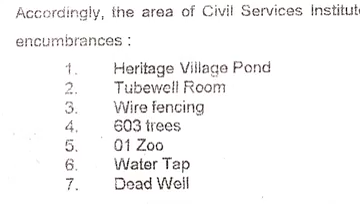 Accordingly, the area of Civil Services Institut
encumbrances :
1. Heritage Village Pond
2. Tubewell Room
3. Wire fencing
4. 603 trees
5. 01 Zoo
6. Water Tap
7. Dead Well